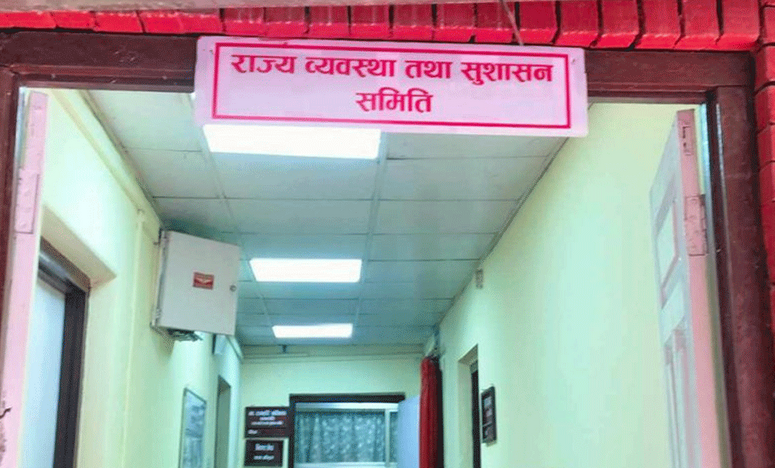 राज्य व्यवस्था तथा सुशासन
समिति